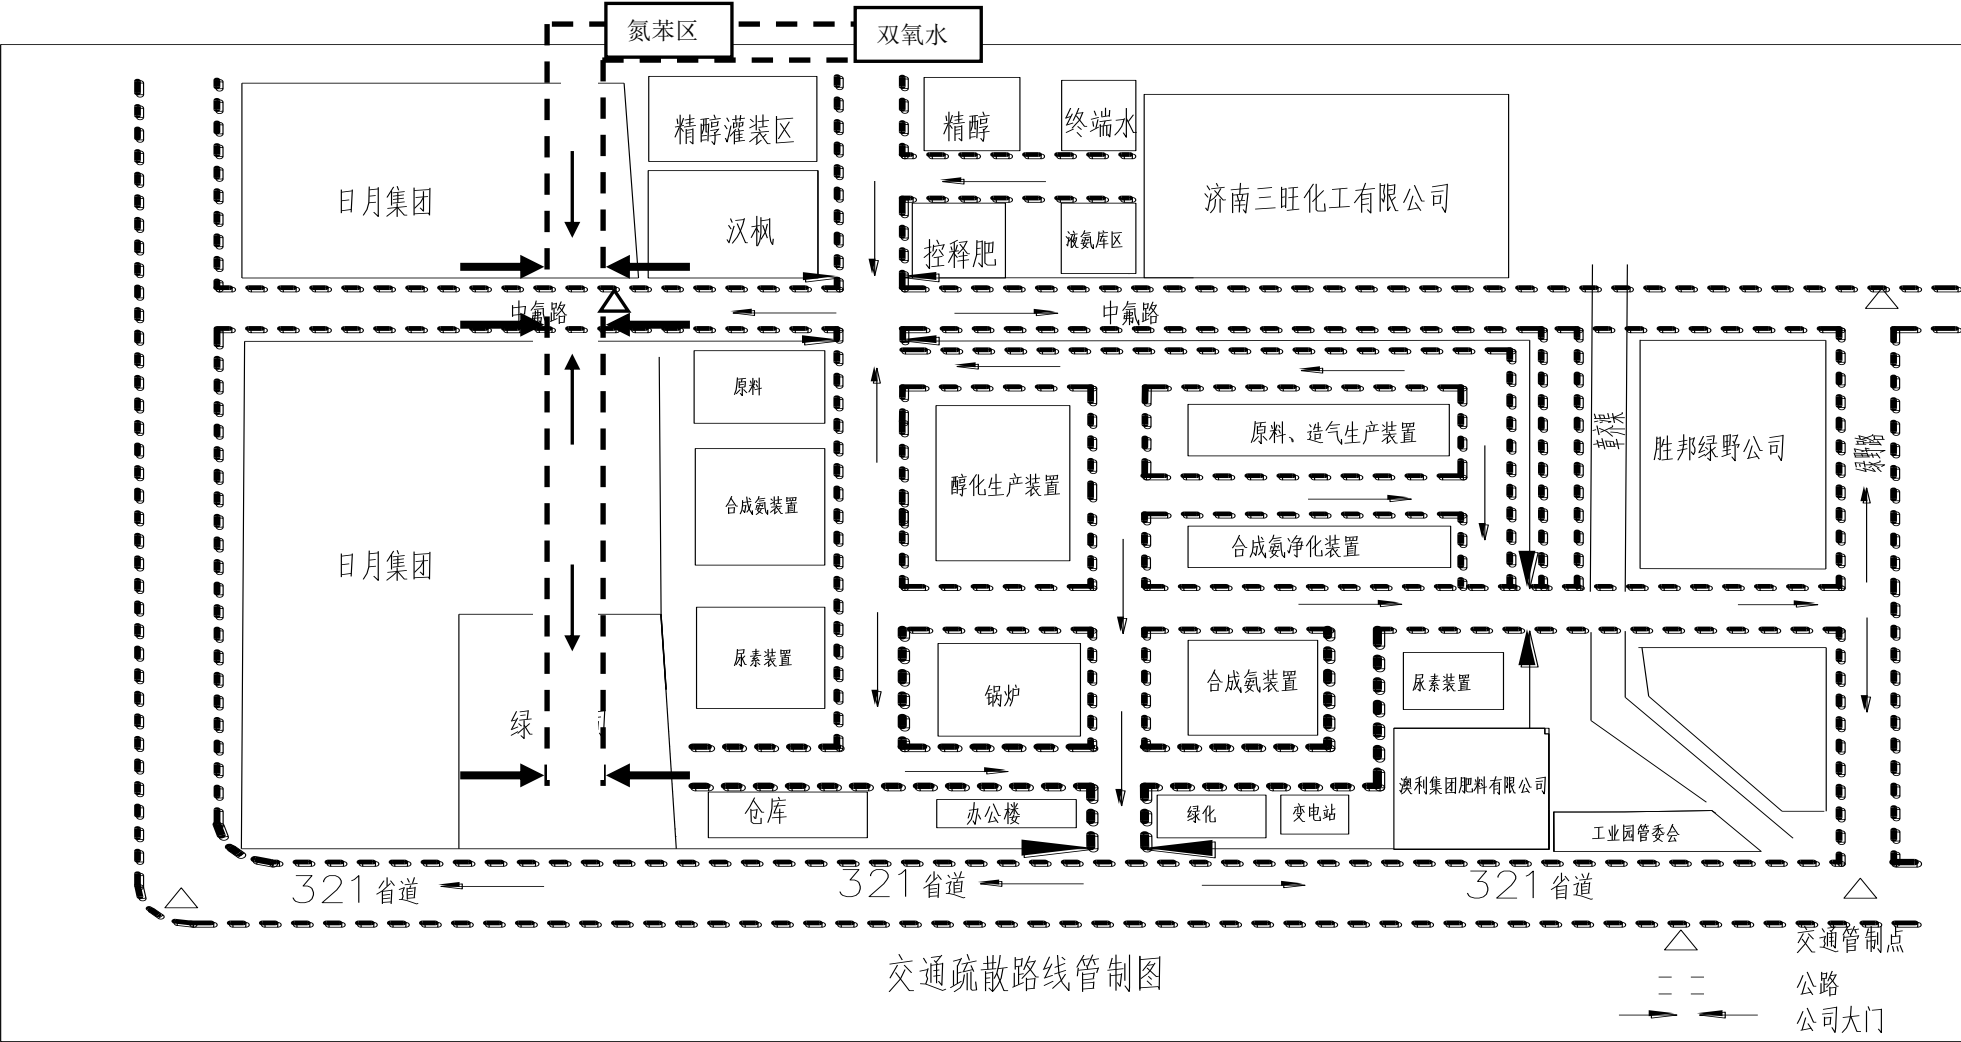 氮苯区
双氧水
精醇灌装区
精醇
终端水
日月集团
汉枫
控释肥
液氨库区
济南三旺化工有限公司
中氟路
中氟路
原料
原料、造气生产装置
胜邦绿野公司
绿野路
合成氨装置
醇化生产装置
合成氨净化装置
日月集团
尿素装置
锅炉
合成氨装置
尿素装置
绿
仓库
办公楼
绿化
变电站
澳利集团肥料有限公司
工业园管委会
321省道
321省道
321省道
交通疏散路线管制图
交通管制点
公路
公司大门